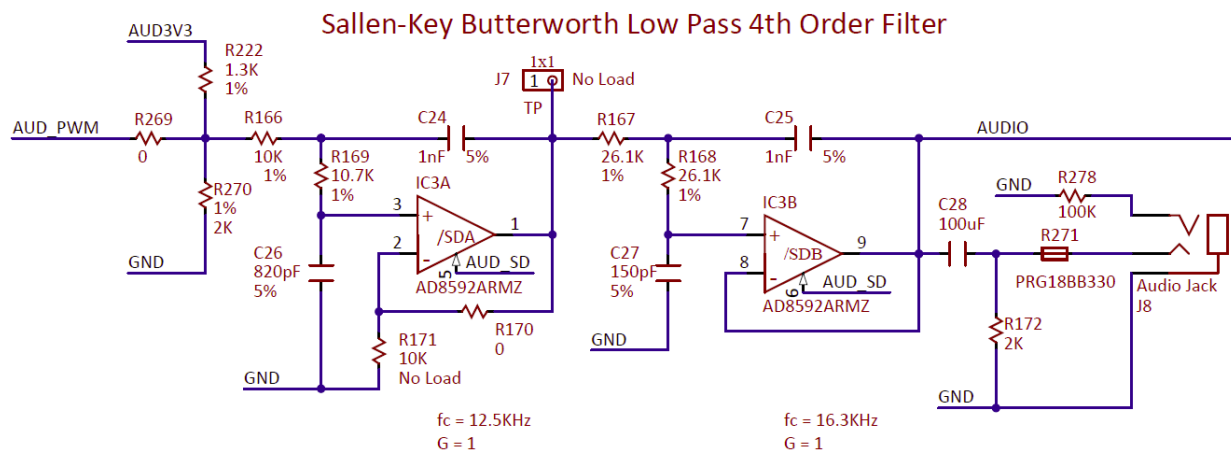 Sallen-Key Butterworth Low Pass 4th Order Filter
AUD3V3
R222
1.3K
1%
J7
1x1
1
No Load
TP
AUD_PWM
R269
0
R166
10K
1%
C24
1nF
5%
R167
26.1K
1%
C25
1nF
5%
AUDIO
R169
10.7K
1%
R168
26.1K
1%
R270
1%
2K
IC3A
3
+
/SDA
1
2
-
5
AUD_SD
AD8592ARMZ
IC3B
7
+
/SDB
9
8
-
6
AUD_SD
AD8592ARMZ
C28
100uF
GND
R278
100K
R271
PRG18BB330
Audio Jack
J8
GND
C26
820pF
5%
C27
150pF
5%
GND
R170
0
R171
10K
No Load
GND
R172
2K
GND
fc = 12.5KHz
G = 1
fc = 16.3KHz
G = 1